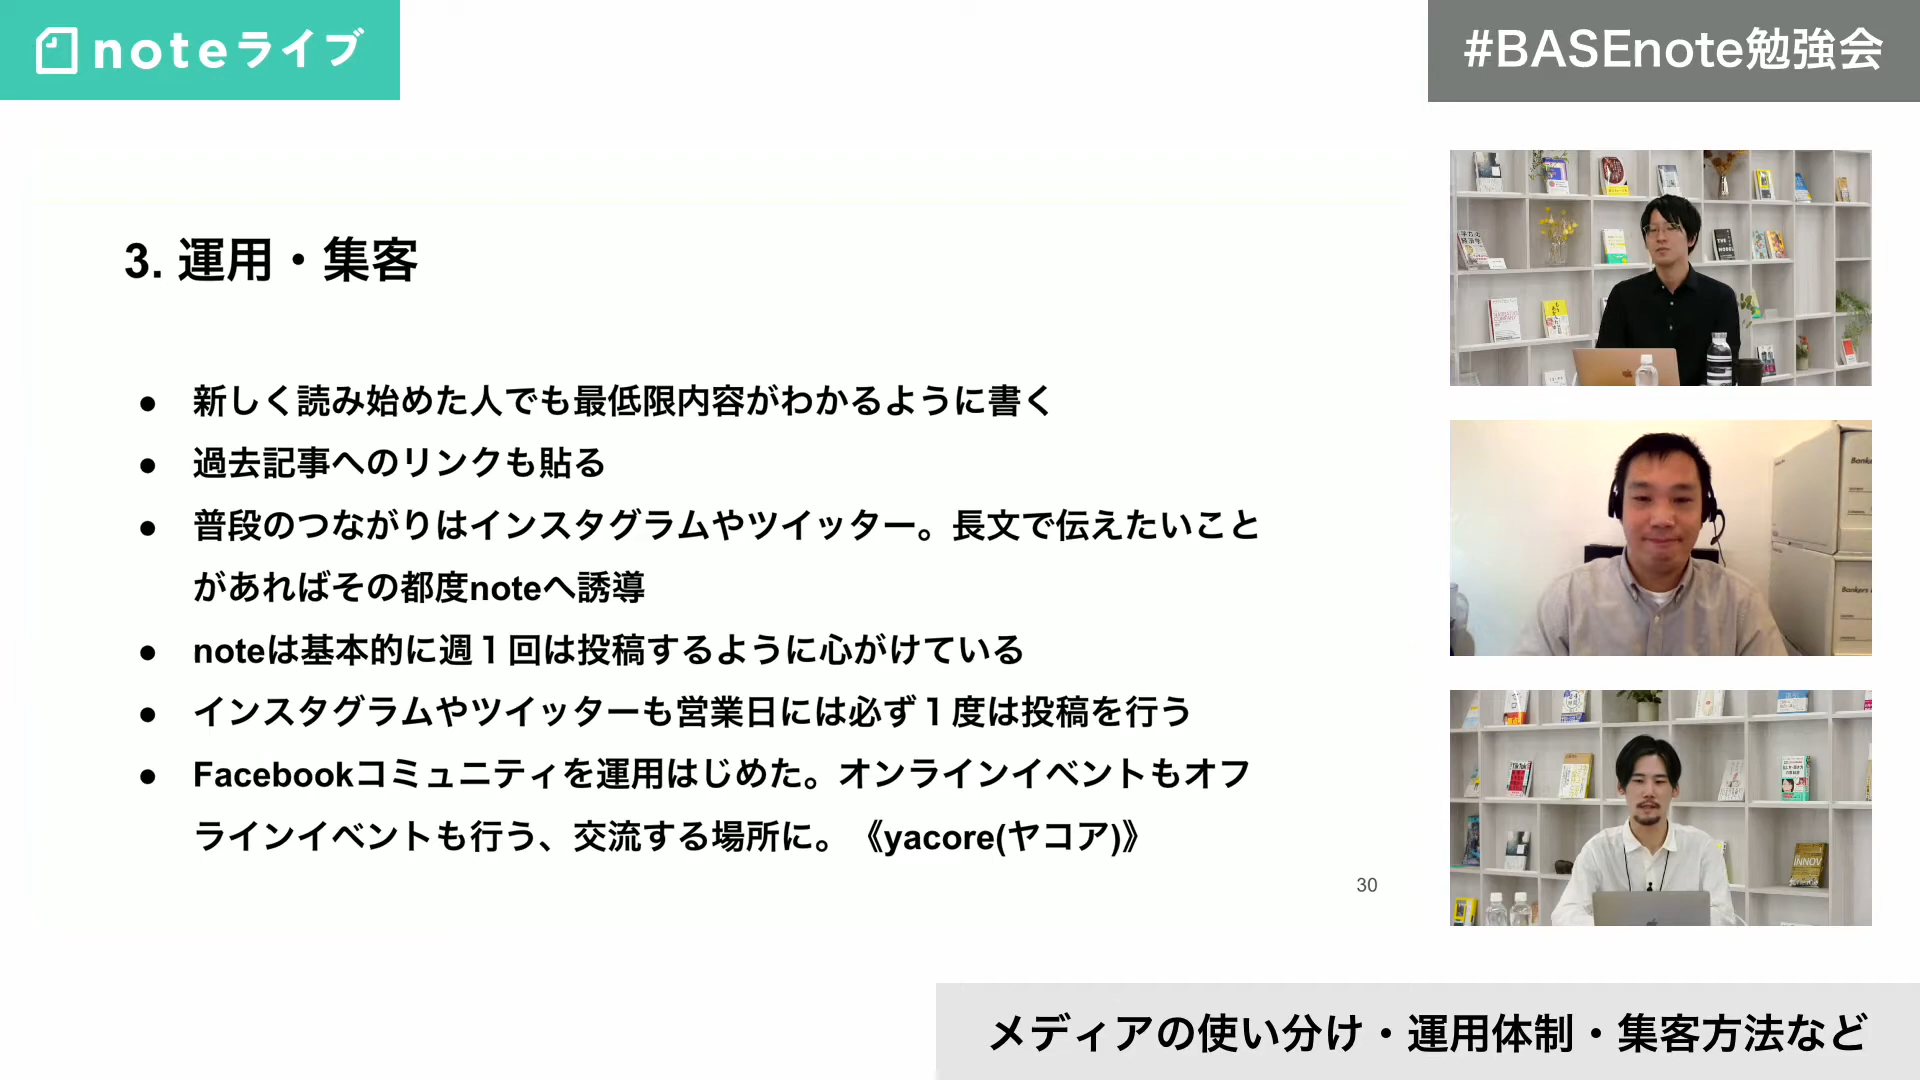 noteライブ
#BASEnote勉強会
3. 運用・集客
● 新しく読み始めた人でも最低限内容がわかるように書く
● 過去記事へのリンクも貼る
● 普段のつながりはインスタグラムやツイッター。長文で伝えたいこと
があればその都度noteへ誘導
● noteは基本的に週１回は投稿するように心がけている
● インスタグラムやツイッターも営業日には必ず１度は投稿を行う
● Facebookコミュニティを運用はじめた。オンラインイベントもオフ
ラインイベントも行う、交流する場所に。《yacore(ヤコア)》
30
メディアの使い分け・運用体制・集客方法など
INNOV